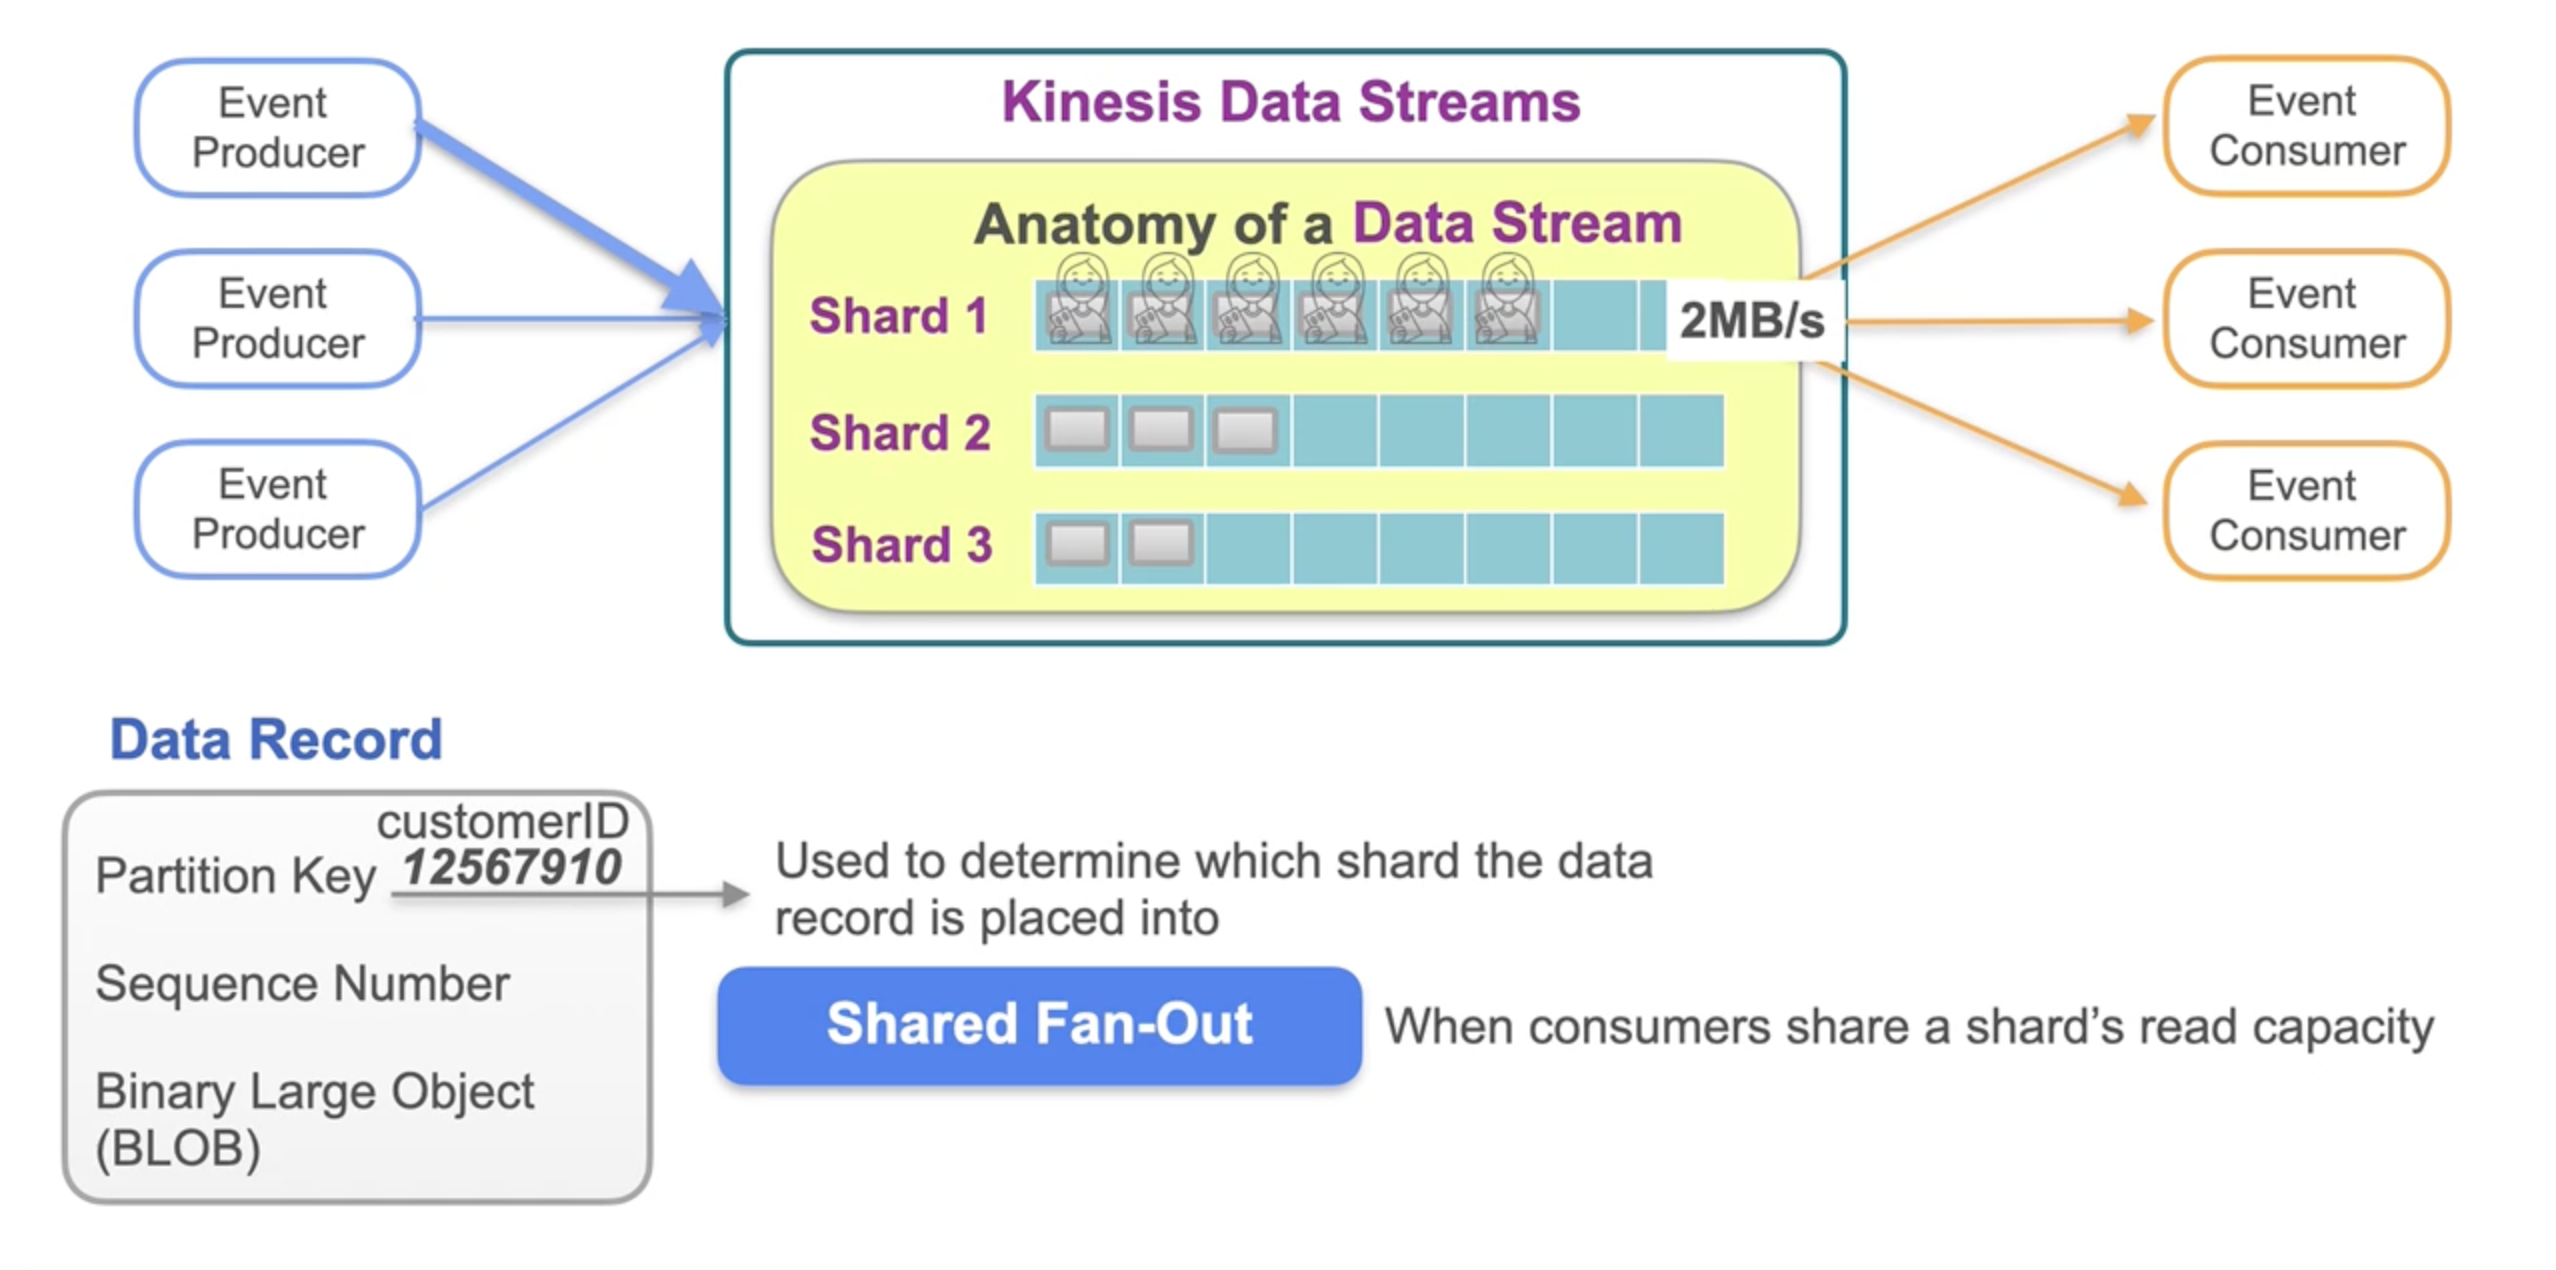 Event
Producer
Event
Producer
Event
Producer
Kinesis Data Streams
Anatomy of a Data Stream
Shard 1
2MB/s
Shard 2
Shard 3
Event
Consumer
Event
Consumer
Event
Consumer
Data Record
customerID
Partition Key 12567910
Sequence Number
Binary Large Object
(BLOB)
Used to determine which shard the data
record is placed into
Shared Fan-Out
When consumers share a shard’s read capacity